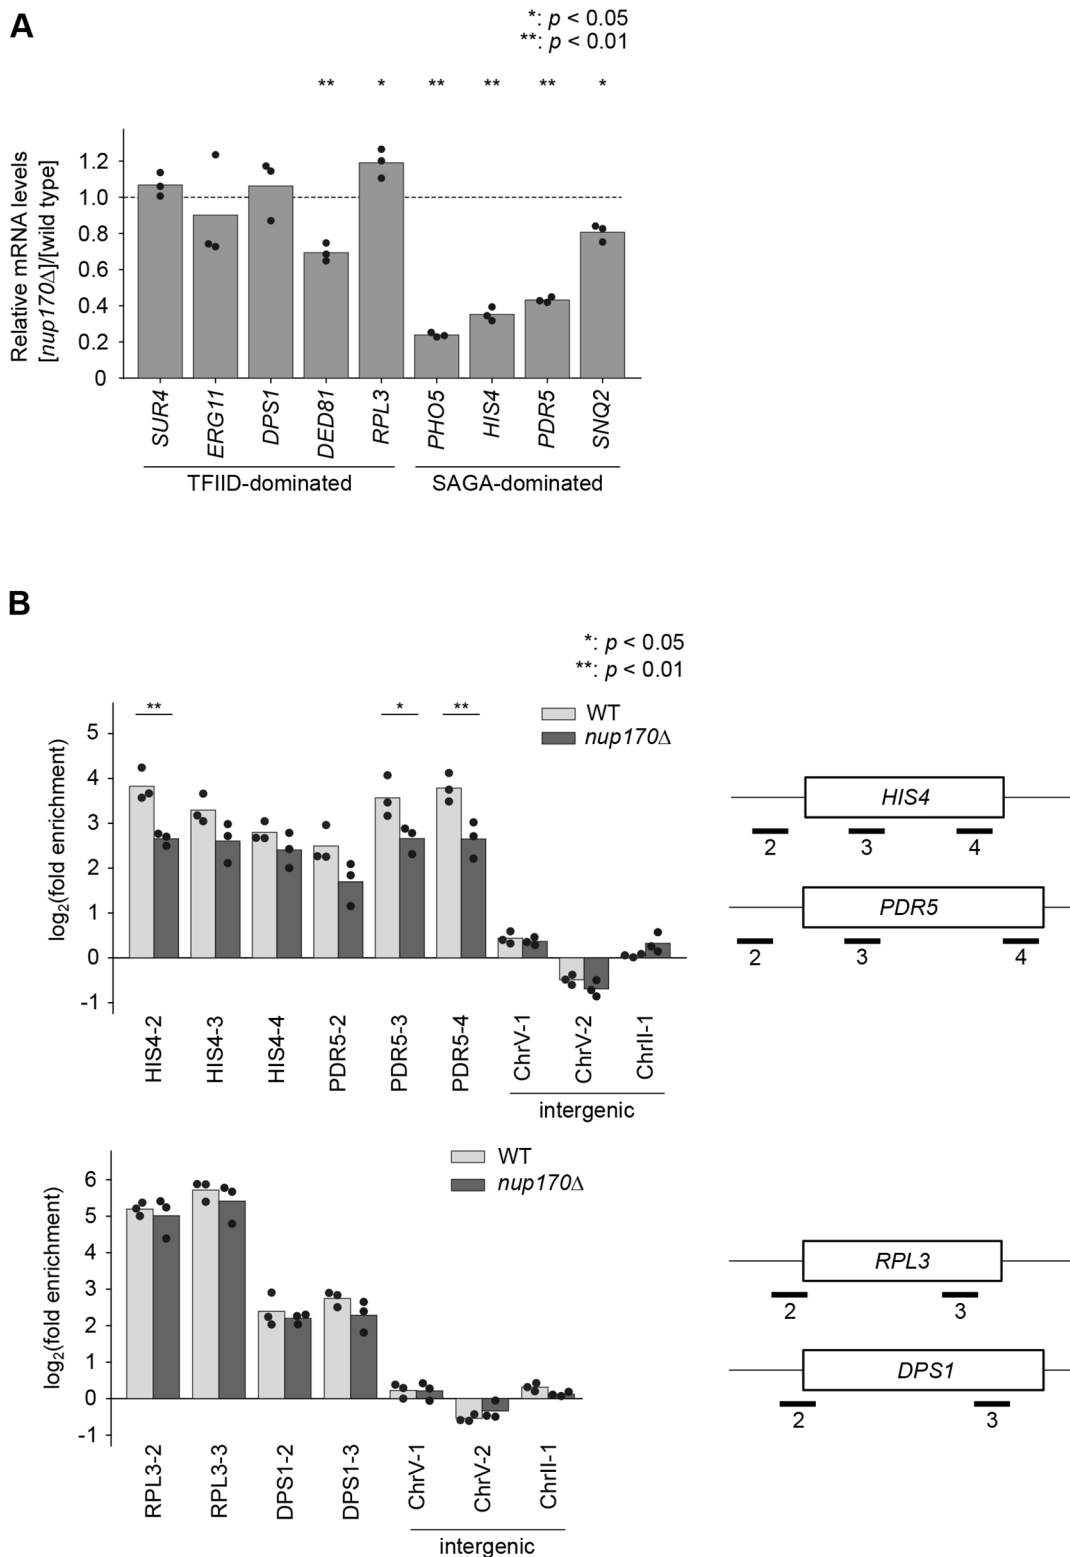 A
*: p < 0.05
**: p < 0.01
** * ** ** ** *
Relative mRNA levels
[nup170Δ]/[wild type]
1.2
1.0
0.8
0.6
0.4
0.2
0
SUR4 ERG11 DPS1 DED81 RPL3 PHO5 HIS4 PDR5 SNQ2
TFIID-dominated SAGA-dominated
B
*: p < 0.05
**: p < 0.01
** * **
WT
nup170Δ
log2(fold enrichment)
5
4
3
2
1
0
-1
HIS4-2 HIS4-3 HIS4-4 PDR5-2 PDR5-3 PDR5-4 ChrV-1 ChrV-2 ChrII-1
intergenic
HIS4
2 3 4
PDR5
2 3 4
WT
nup170Δ
log2(fold enrichment)
6
5
3
2
1
0
-1
RPL3-2 RPL3-3 DPS1-2 DPS1-3 ChrV-1 ChrV-2 ChrII-1
intergenic
RPL3
2 3
DPS1
2 3